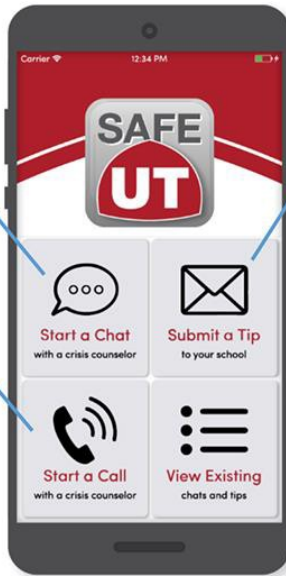 Carrier 12:34 PM
SAFE
UT
Start a Chat
with a crisis counselor
Submit a Tip
to your school
Start a Call
with a crisis counselor
View Existing
chats and tips